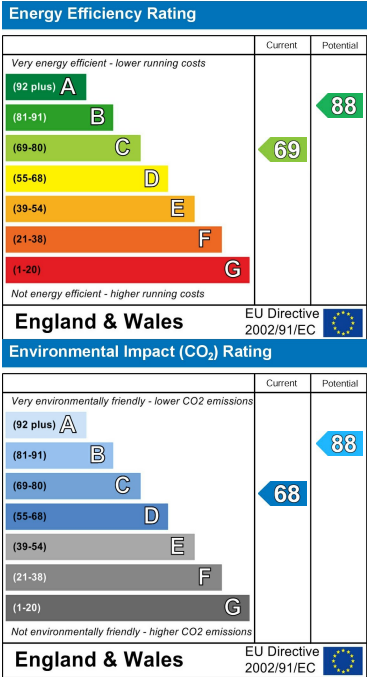 Energy Efficiency Rating
Current Potential
Very energy efficient - lower running costs
(92 plus) A
(81-91) B
88
(69-80) C
69
(55-68) D
(39-54) E
(21-38) F
(1-20) G
Not energy efficient - higher running costs
England & Wales
EU Directive
2002/91/EC
Environmental Impact (CO₂) Rating
Current Potential
Very environmentally friendly - lower CO2 emissions
(92 plus) A
(81-91) B
88
(69-80) C
68
(55-68) D
(39-54) E
(21-38) F
(1-20) G
Not environmentally friendly - higher CO2 emissions
England & Wales
EU Directive
2002/91/EC